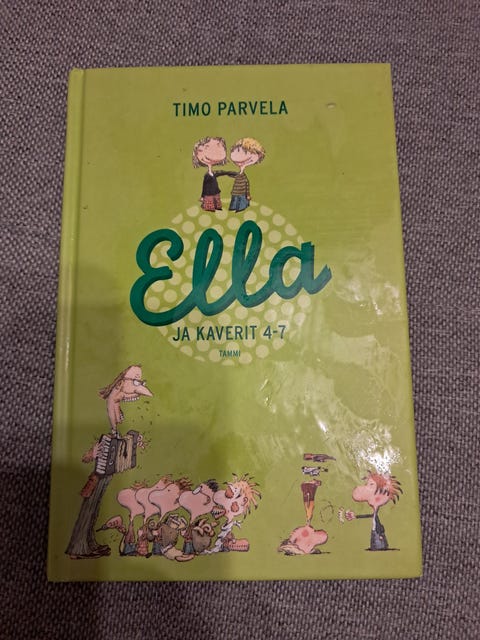 TIMO PARVELA
Ella
JA KAVERIT 4-7
TAMMI